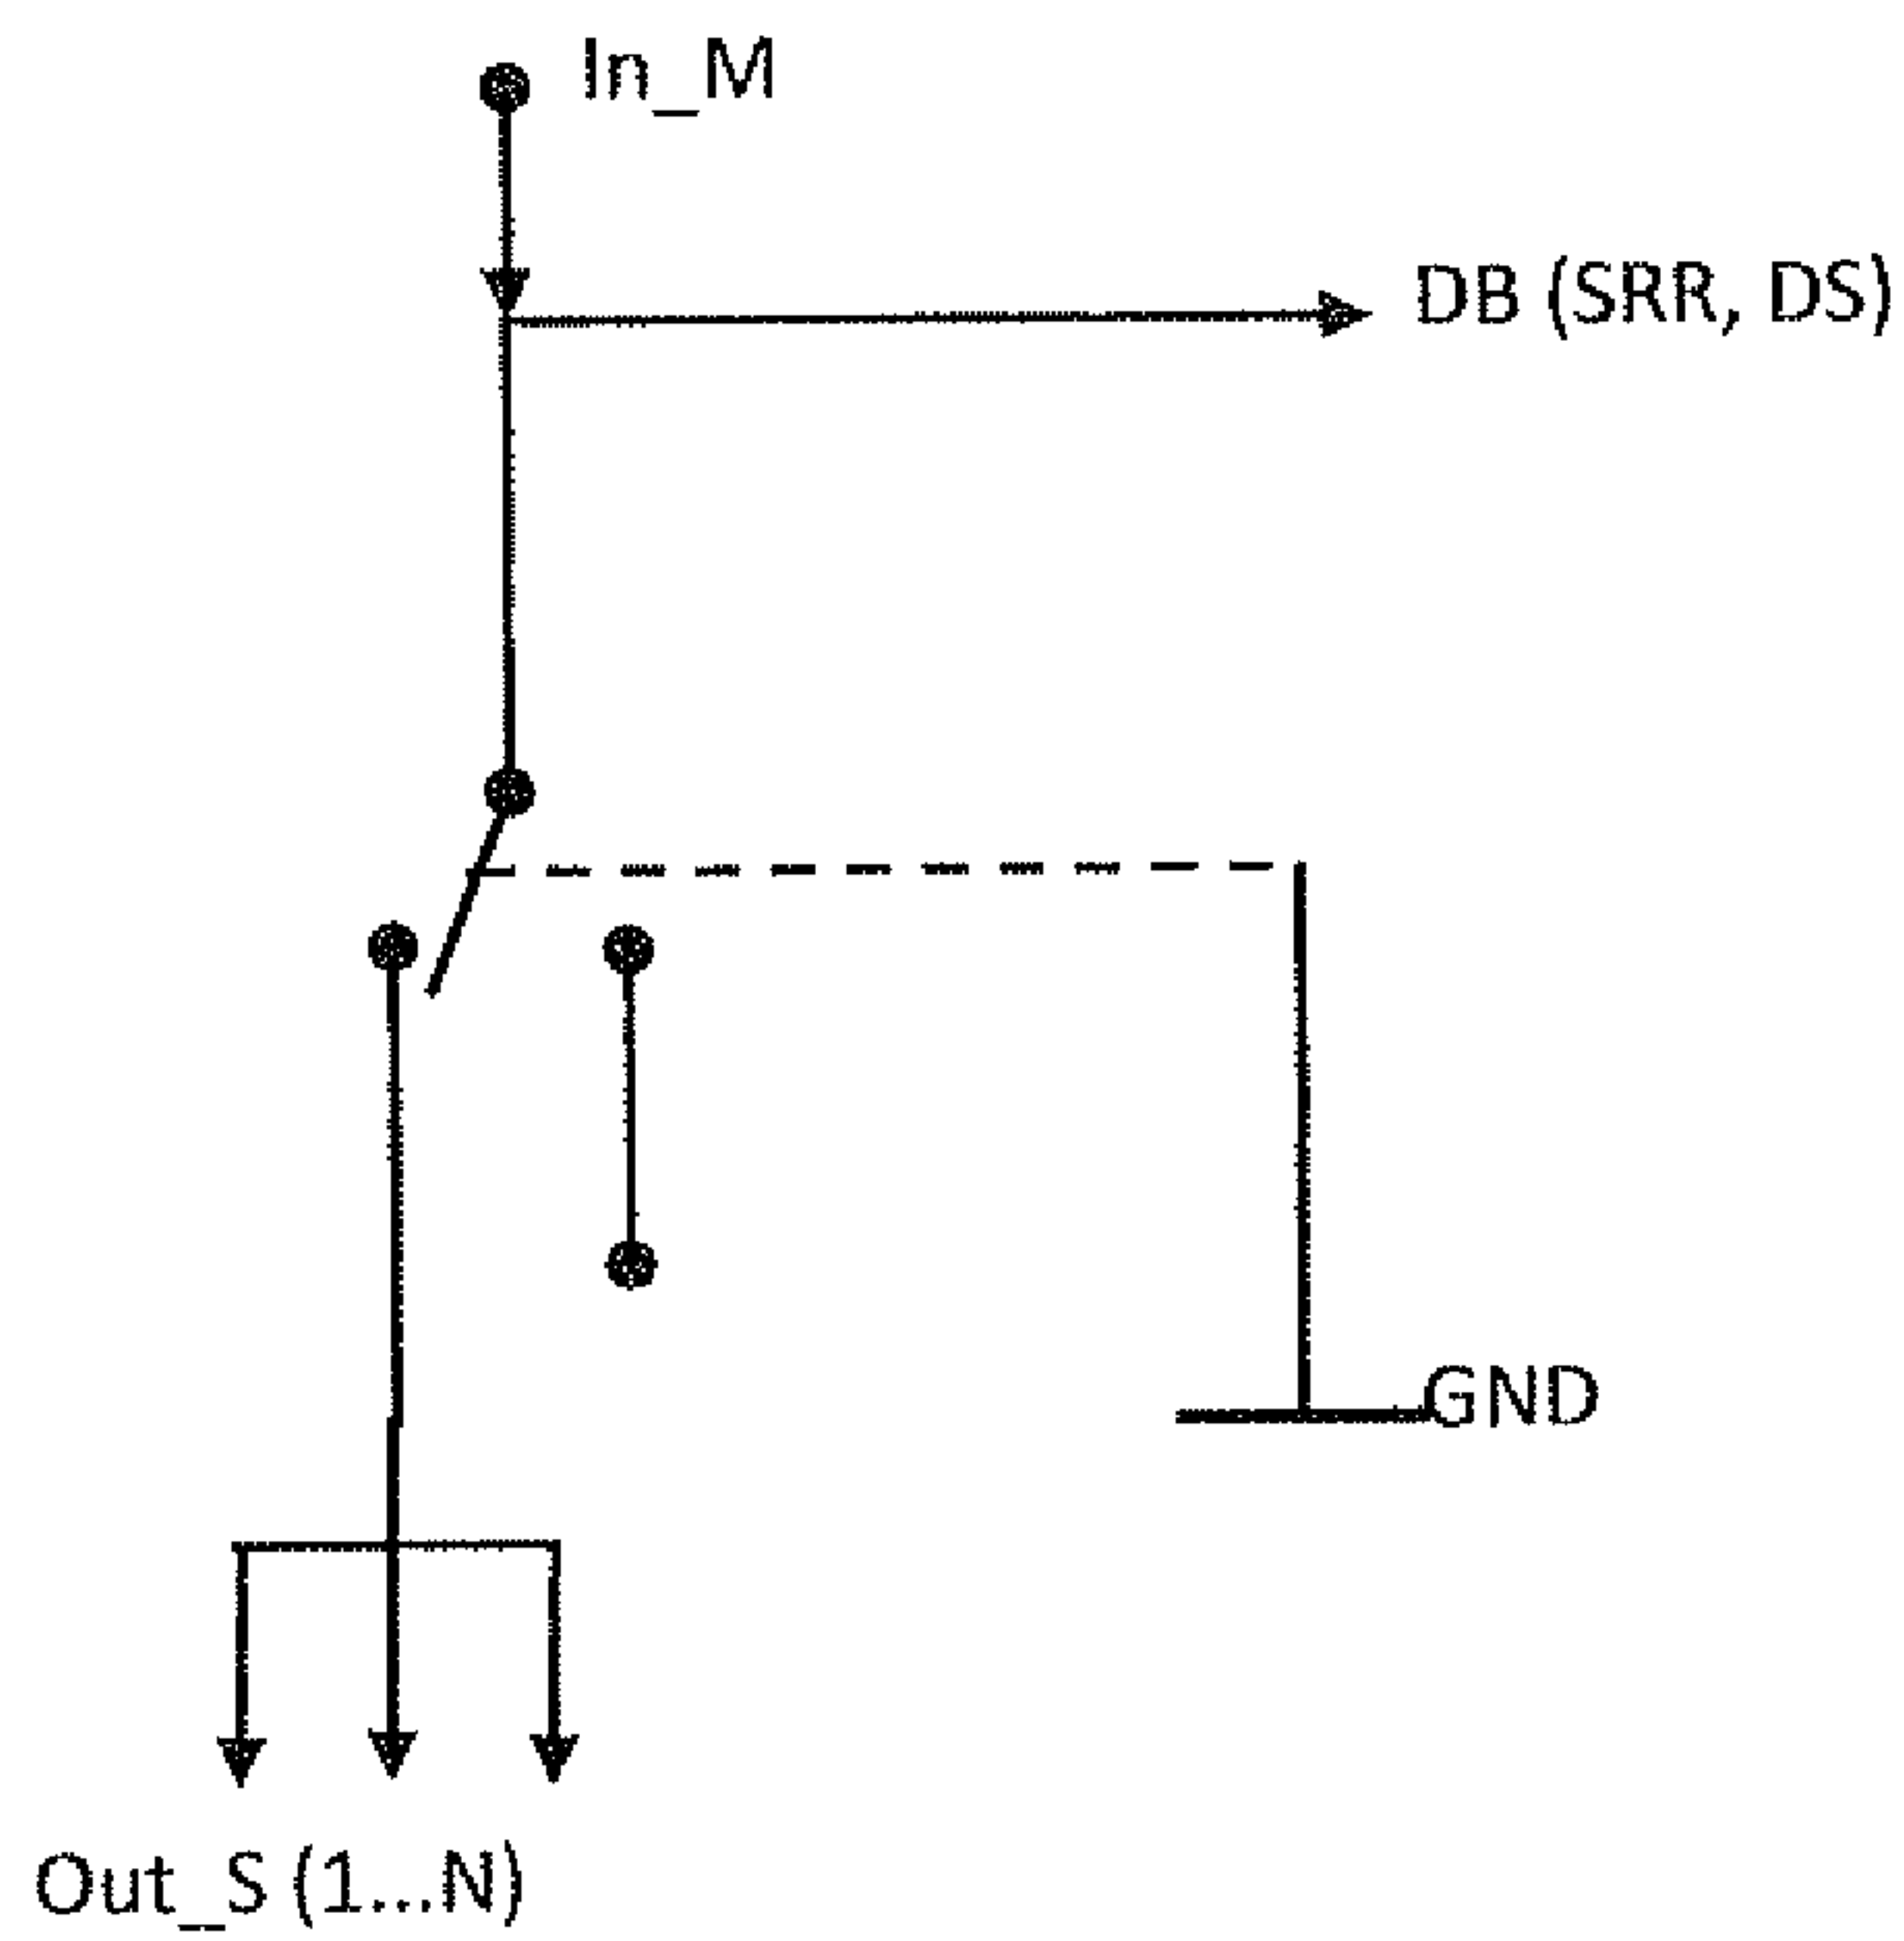 In_M
DB (SRR, DS)
GND
Out_S (1...N)